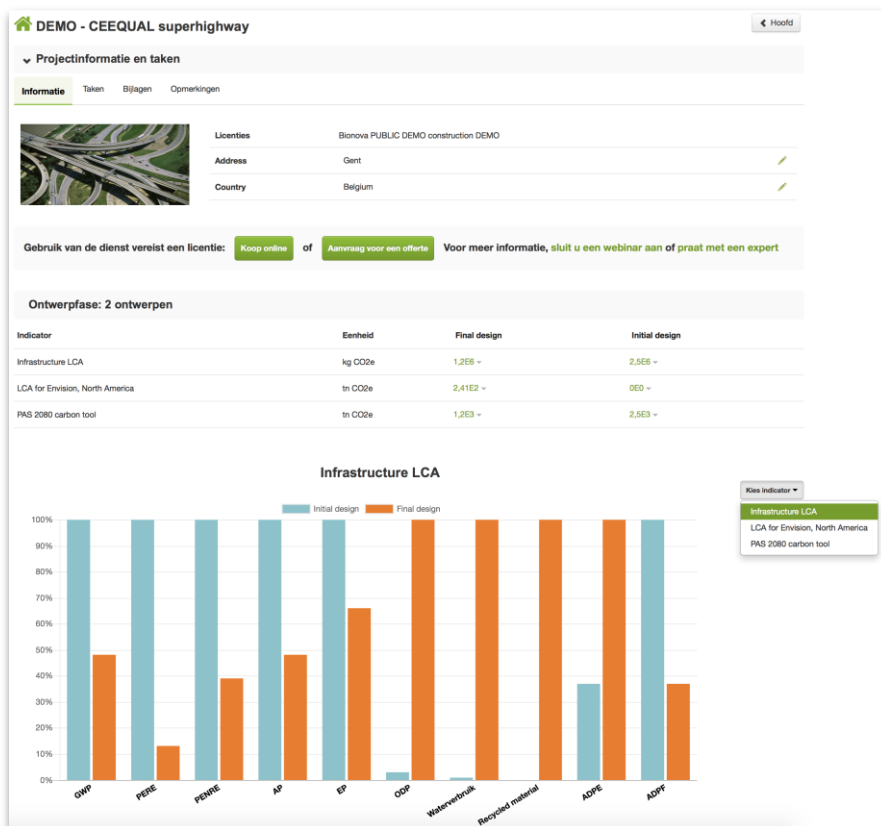 DEMO - CEEQUAL superhighway
Hoofd
Projectinformatie en taken
Informatie Taken Bijlagen Opmerkingen
Licenties Bionova PUBLIC DEMO construction DEMO
Address Gent
Country Belgium
Gebruik van de dienst vereist een licentie: Koop online of Aanvraag voor een offerte Voor meer informatie, sluit u een webinar aan of praat met een expert
Ontwerpfase: 2 ontwerpen
Indicator Eenheid Final design Initial design
Infrastructure LCA kg CO2e 1,2E6 2,5E6
LCA for Envision, North America tn CO2e 2,41E2 0E0
PAS 2080 carbon tool tn CO2e 1,2E3 2,5E3
Infrastructure LCA
Kies indicator
Infrastructure LCA
LCA for Envision, North America
PAS 2080 carbon tool
Initial design Final design
100%
90%
80%
70%
60%
50%
40%
30%
20%
10%
0%
GWP PERE PENRE AP EP ODP Waterverbruik Recycled material ADPE ADPF